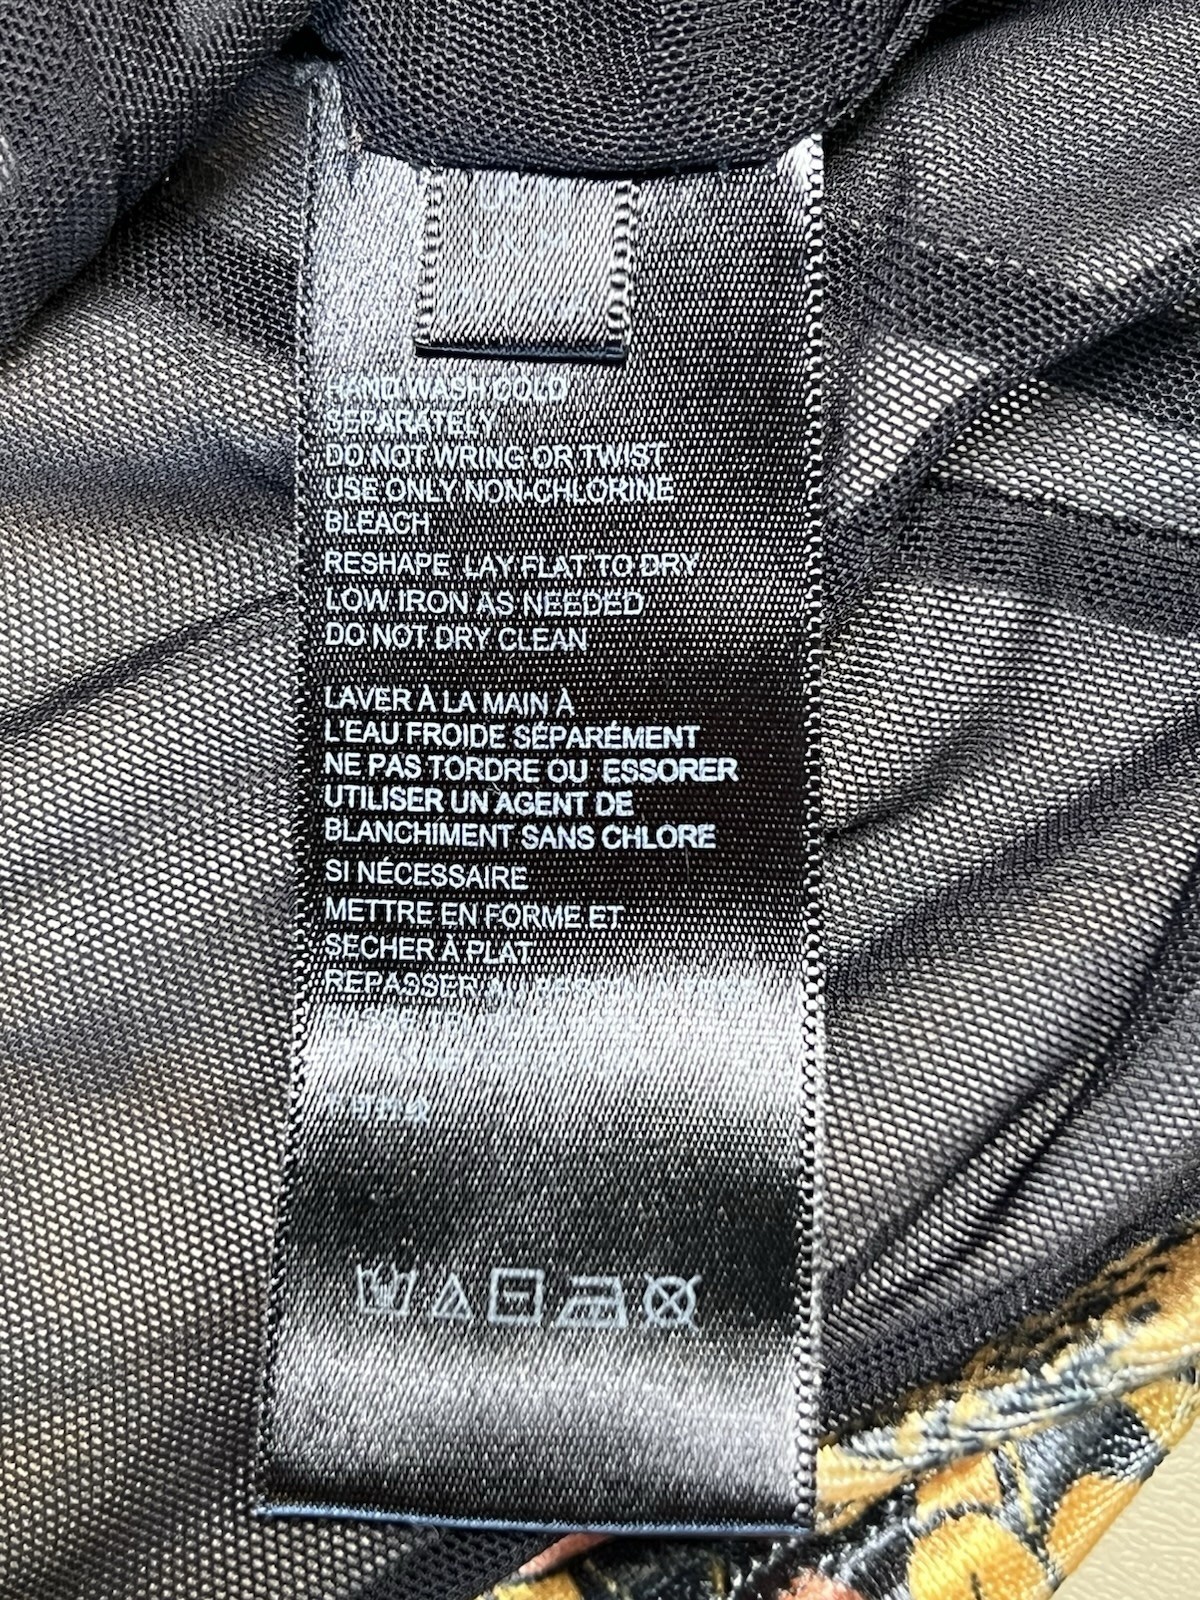 HAND WASH COLD
SEPARATELY
DO NOT WRING OR TWIST
USE ONLY NON-CHLORINE
BLEACH
RESHAPE, LAY FLAT TO DRY
LOW IRON AS NEEDED
DO NOT DRY CLEAN
LAVER À LA MAIN À
L'EAU FROIDE SÉPARÉMENT
NE PAS TORDRE OU ESSORER
UTILISER UN AGENT DE
BLANCHIMENT SANS CHLORE
SI NÉCESSAIRE
METTRE EN FORME ET
SECHER À PLAT
REPASSER